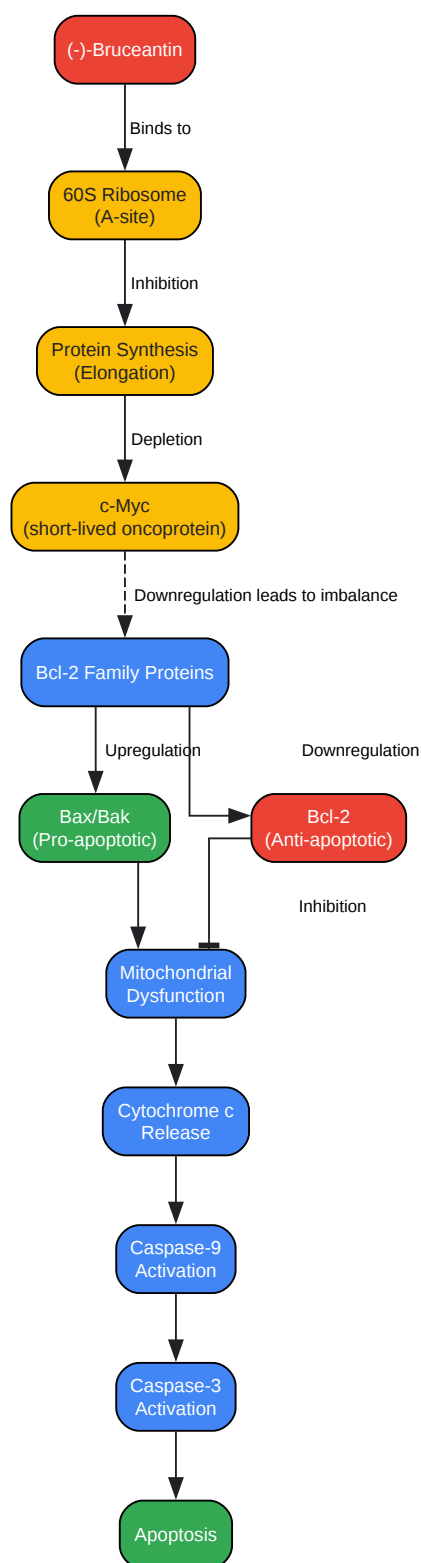 (-)-Bruceantin
Binds to
60S Ribosome
(A-site)
Inhibition
Protein Synthesis
(Elongation)
Depletion
c-Myc
(short-lived oncoprotein)
Downregulation leads to imbalance
Bcl-2 Family Proteins
Upregulation
Downregulation
Bax/Bak
(Pro-apoptotic)
Bcl-2
(Anti-apoptotic)
Inhibition
Mitochondrial
Dysfunction
Cytochrome c
Release
Caspase-9
Activation
Caspase-3
Activation
Apoptosis